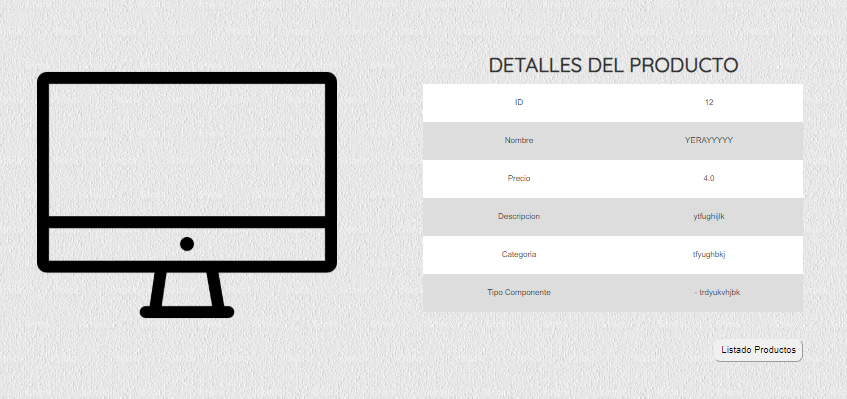 DETALLES DEL PRODUCTO
ID 12
Nombre YERAYYYYY
Precio 4.0
Descripcion ytfughijlk
Categoria tfyughbkj
Tipo Componente - trdyukvhjbk
Listado Productos